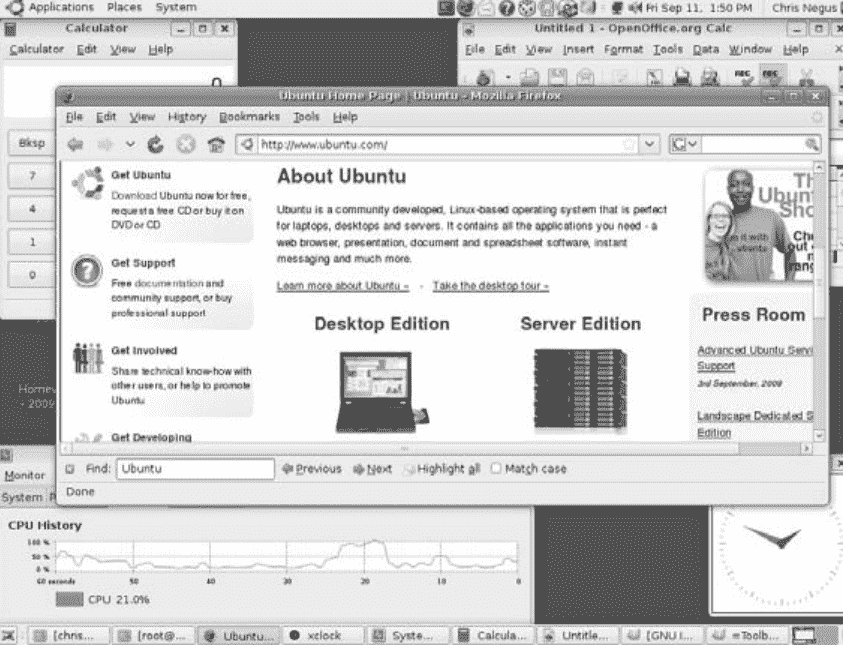 Applications Places System
Fri Sep 11, 1:50 PM Chris Negus
Calculator
Calculator Edit View Help
0
Bksp
7
4
1
0
Untitled 1 - OpenOffice.org Calc
File Edit View Insert Format Tools Data Window Help
Ubuntu Home Page | Ubuntu - Mozilla Firefox
File Edit View History Bookmarks Tools Help
http://www.ubuntu.com/
Get Ubuntu
Download Ubuntu now for free,
request a free CD or buy it on
DVD or CD
Get Support
Free documentation and
community support, or buy
professional support
Get Involved
Share technical know-how with
other users, or help to promote
Ubuntu
Get Developing
About Ubuntu
Ubuntu is a community developed, Linux-based operating system that is perfect
for laptops, desktops and servers. It contains all the applications you need - a
web browser, presentation, document and spreadsheet software, instant
messaging and much more.
Learn more about Ubuntu » - Take the desktop tour »
Desktop Edition
Server Edition
Press Room
Advanced Ubuntu Servi
Support
3rd September, 2009
Landscape Dedicated S
Edition
Find: Ubuntu Previous Next Highlight all Match case
Done
- 2009
Monitor
System
CPU History
100 %
50 %
0 %
60 seconds 50 40 30 20 10 0
CPU 21.0%
[chris... [root@... Ubuntu... xclock Syste... Calcula... Untitle... [GNU I... =Toolb...